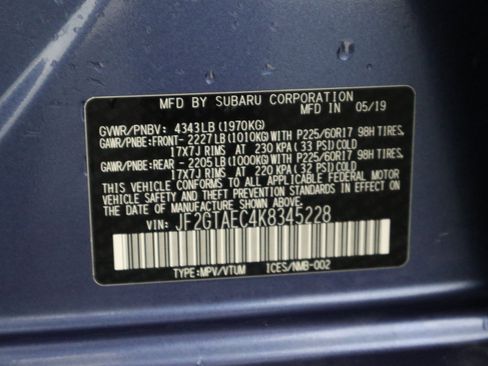 MFD BY SUBARU CORPORATION
MFD IN 05/19
GVWR/PNBV: 4343LB (1970KG)
GAWR/PNBE:FRONT- 2227LB (1010KG)WITH P225/60R17 98H TIRES,
17X7J RIMS AT 230 KPA (33 PSI)COLD
GAWR/PNBE:REAR - 2205LB (1000KG)WITH P225/60R17 98H TIRES,
17X7J RIMS AT 220 KPA (32 PSI)COLD
THIS VEHICLE CONFORMS TO ALL APPLICABLE U.S. FEDERAL MOTOR
VEHICLE SAFETY AND THEFT PREVENTION STANDARDS IN EFFECT ON THE
DATE OF MANUFACTURE SHOWN ABOVE.
VIN: JF2GTAEC4K8345228
TYPE:MPV/VTUM ICES/NMB-002